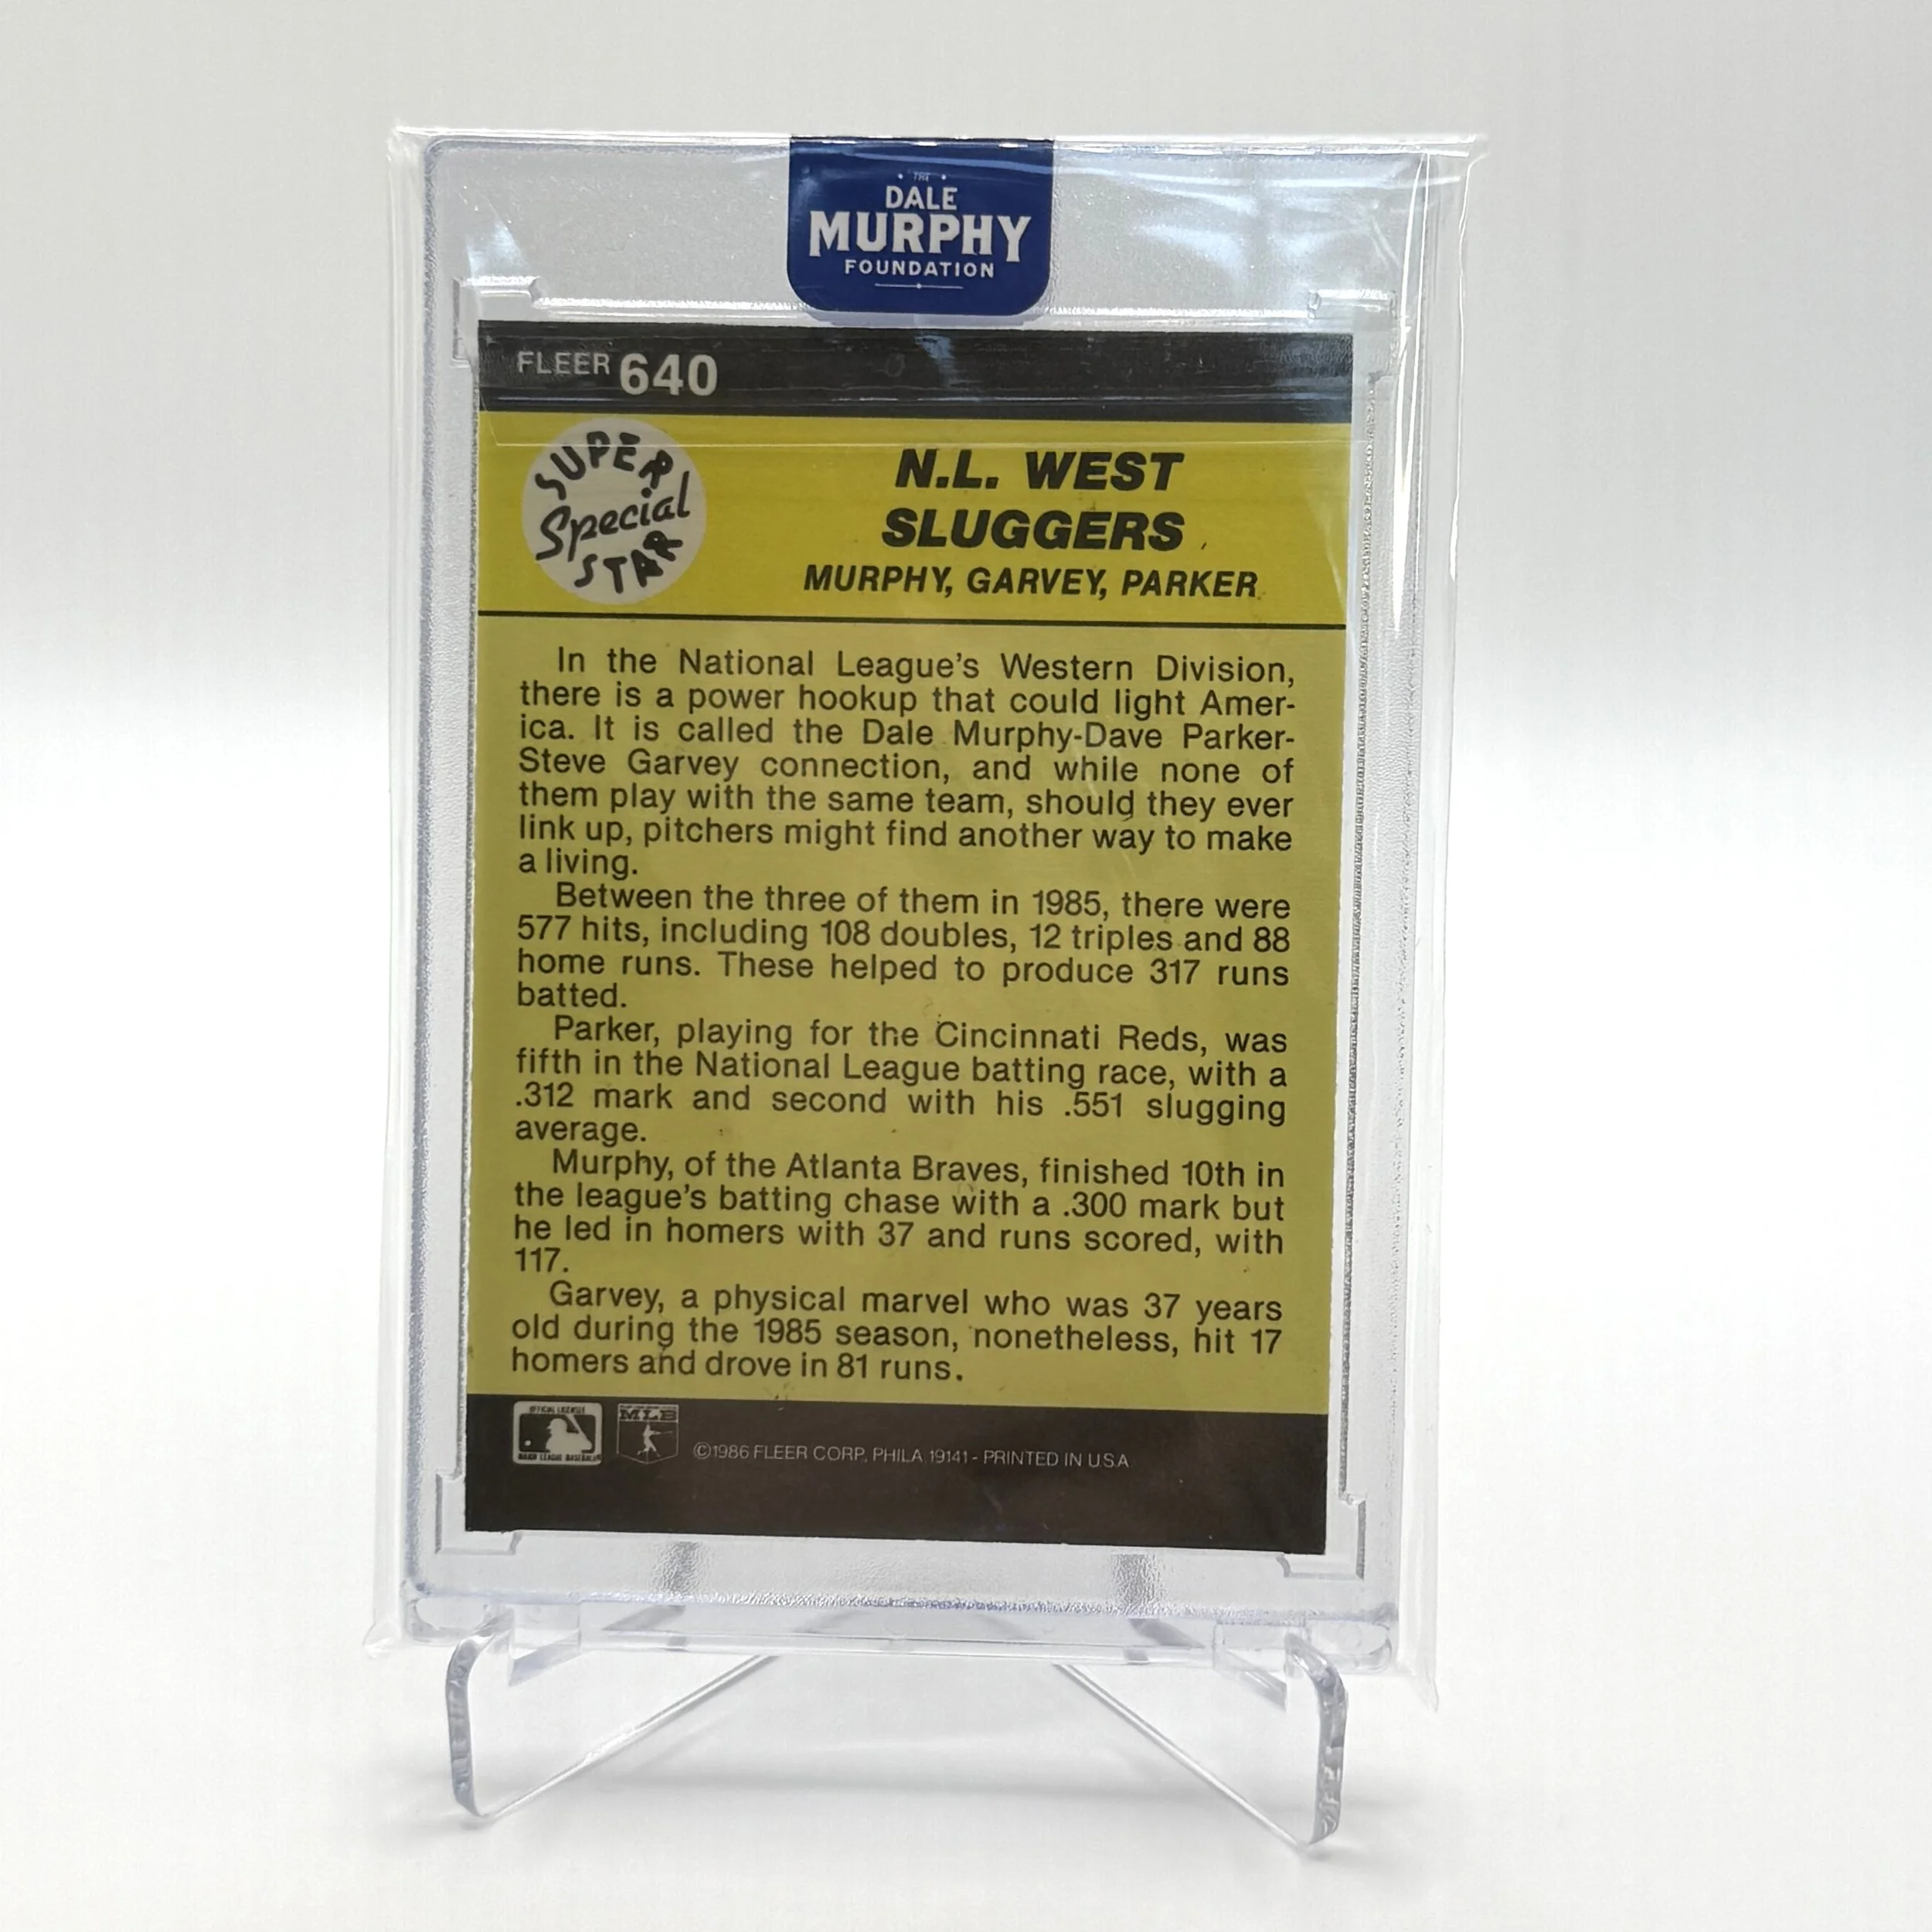 THE
DALE
MURPHY
FOUNDATION
FLEER 640
SUPER
Special
STAR
N.L. WEST
SLUGGERS
MURPHY, GARVEY, PARKER
In the National League's Western Division,
there is a power hookup that could light Amer-
ica. It is called the Dale Murphy-Dave Parker-
Steve Garvey connection, and while none of
them play with the same team, should they ever
link up, pitchers might find another way to make
a living.
Between the three of them in 1985, there were
577 hits, including 108 doubles, 12 triples and 88
home runs. These helped to produce 317 runs
batted.
Parker, playing for the Cincinnati Reds, was
fifth in the National League batting race, with a
.312 mark and second with his .551 slugging
average.
Murphy, of the Atlanta Braves, finished 10th in
the league's batting chase with a .300 mark but
he led in homers with 37 and runs scored, with
117.
Garvey, a physical marvel who was 37 years
old during the 1985 season, nonetheless, hit 17
homers and drove in 81 runs.
OFFICIAL LICENSEE
MAJOR LEAGUE BASEBALL
MLB
©1986 FLEER CORP. PHILA 19141 - PRINTED IN U.S.A